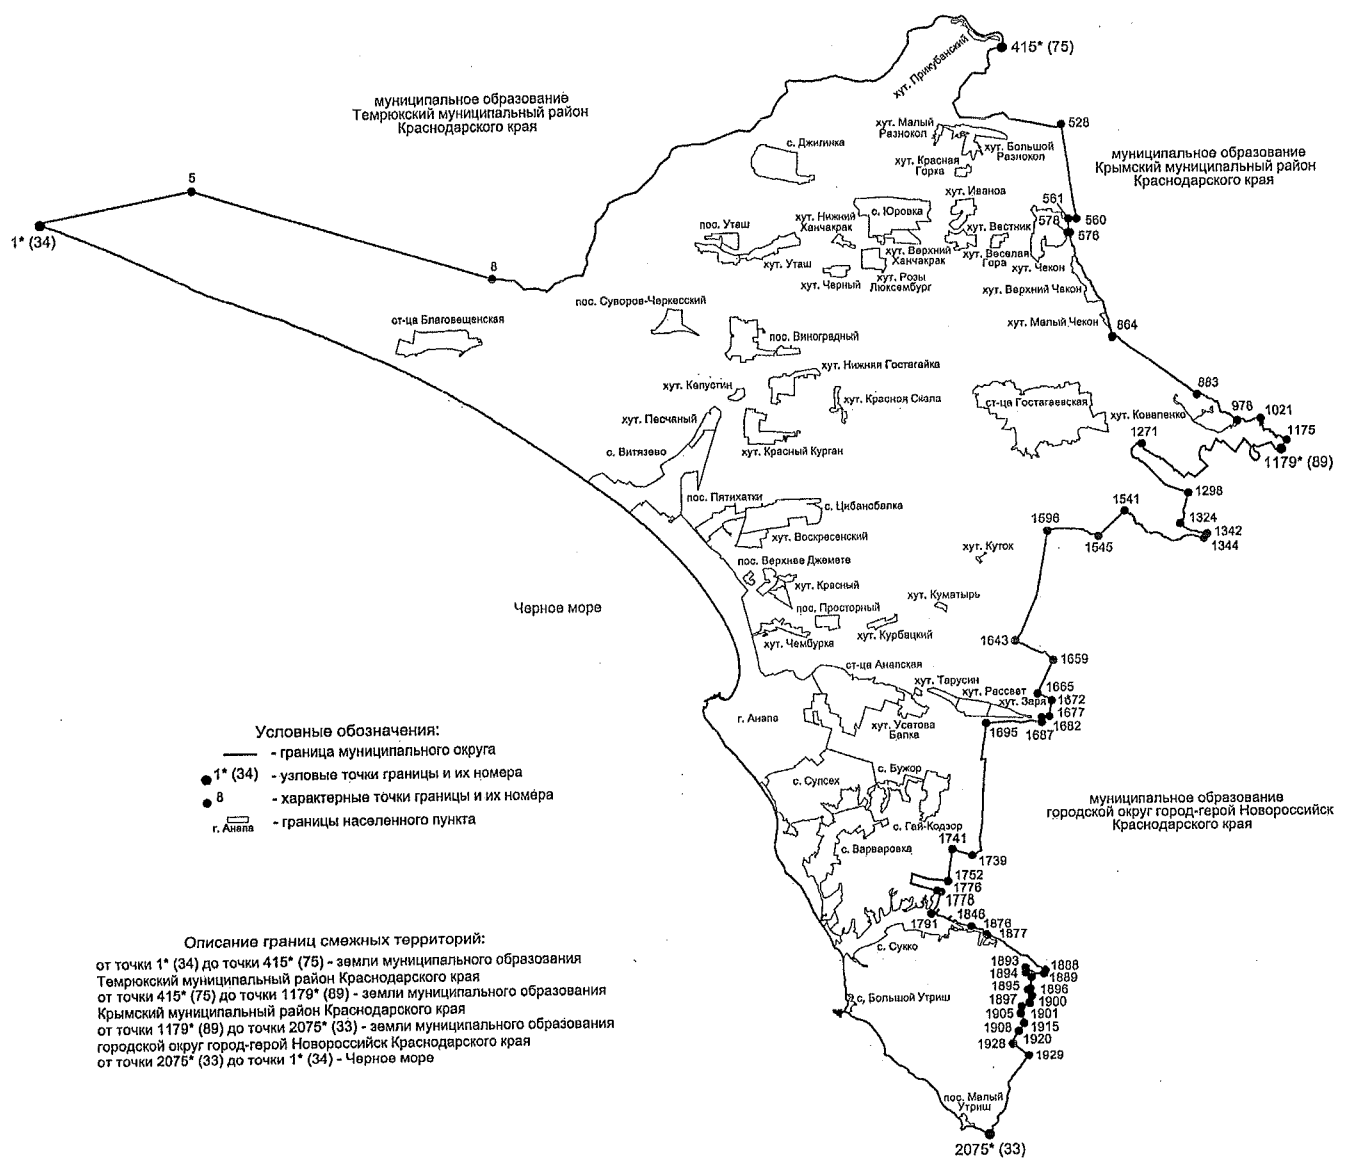 415* (75)
хут. Прикубанский
муниципальное образование
Темрюкский муниципальный район
Краснодарского края
528
хут. Малый
Разнокол
хут. Большой
Разнокол
с. Джигинка
муниципальное образование
Крымский муниципальный район
Краснодарского края
хут. Красная
Горка
5
хут. Иванов
561
578
560
576
1* (34)
с. Юровка
хут. Нижний
Ханчакрак
пос. Уташ
хут. Вестник
хут. Верхний
Ханчакрак
хут. Веселая
Гора
хут. Уташ
хут. Чекон
8
хут. Черный
хут. Розы
Люксембург
хут. Верхний Чекон
пос. Суворов-Черкесский
ст-ца Благовещенская
хут. Малый Чекон
864
пос. Виноградный
хут. Нижняя Гостагайка
хут. Капустин
883
хут. Красная Скала
ст-ца Гостагаевская
хут. Коваленко
978
1021
хут. Песчаный
1271
1175
с. Витязево
хут. Красный Курган
1179* (89)
пос. Пятихатки
1298
с. Цибанобалка
1541
1596
1324
1342
1344
хут. Воскресенский
1545
хут. Куток
пос. Верхнее Джемете
хут. Красный
хут. Куматырь
Черное море
пос. Просторный
хут. Чембурка
хут. Курбацкий
1643
1659
ст-ца Анапская
хут. Тарусин
хут. Рассвет
1665
хут. Заря
1672
1677
1682
1687
1695
г. Анапа
хут. Усатова
Балка
Условные обозначения:
- граница муниципального округа
1* (34) - узловые точки границы и их номера
8 - характерные точки границы и их номера
г. Анапа - границы населенного пункта
с. Супсех
с. Бужор
муниципальное образование
городской округ город-герой Новороссийск
Краснодарского края
с. Гай-Кодзор
1741
с. Варваровка
1739
1752
1776
1778
1791
1846
1876
1877
с. Сукко
Описание границ смежных территорий:
от точки 1* (34) до точки 415* (75) - земли муниципального образования
Темрюкский муниципальный район Краснодарского края
от точки 415* (75) до точки 1179* (89) - земли муниципального образования
Крымский муниципальный район Краснодарского края
от точки 1179* (89) до точки 2075* (33) - земли муниципального образования
городской округ город-герой Новороссийск Краснодарского края
от точки 2075* (33) до точки 1* (34) - Черное море
1893
1888
1894
1889
1895
1896
1897
1900
1905
1901
1908
1915
1920
1928
1929
с. Большой Утриш
пос. Малый
Утриш
2075* (33)